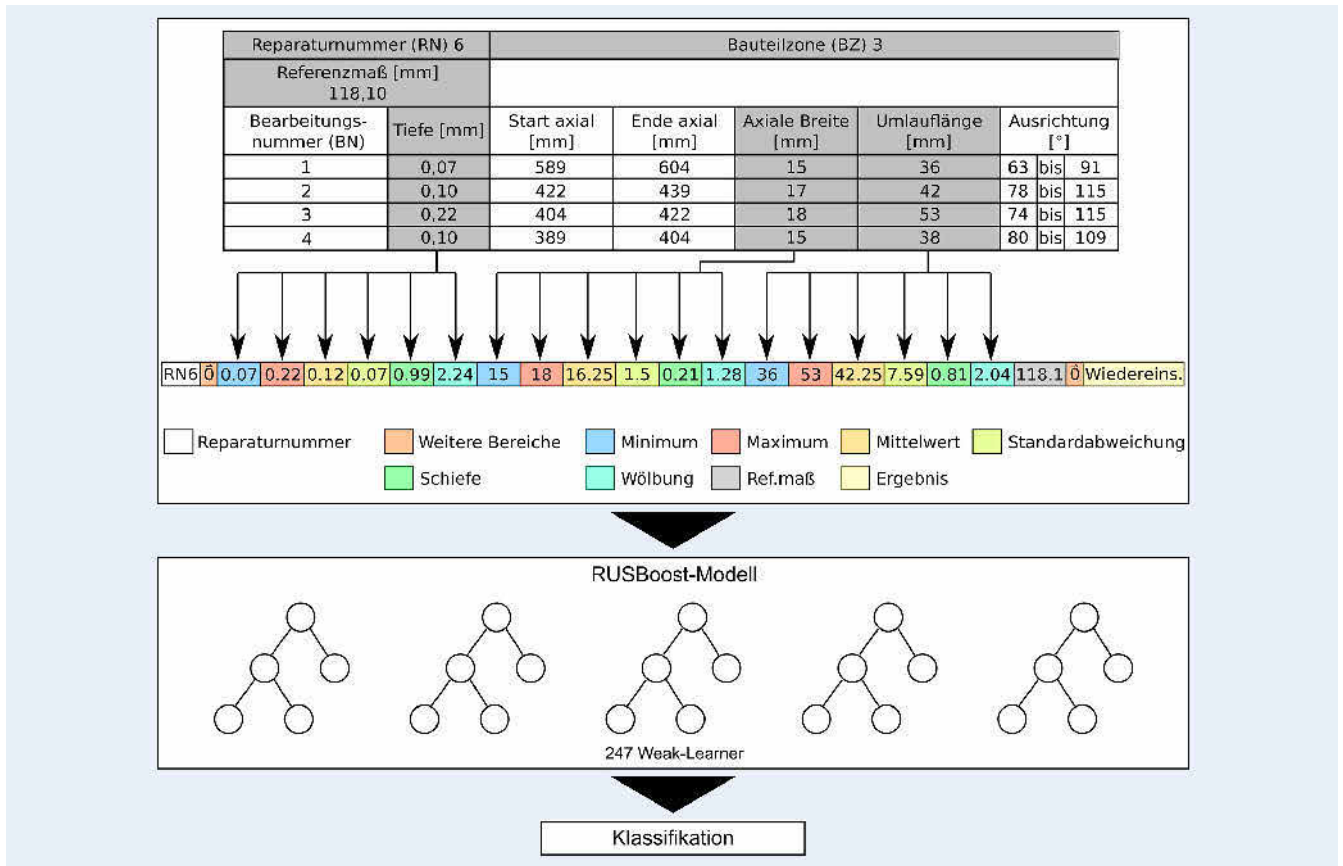 Reparaturnummer (RN) 6 Bauteilzone (BZ) 3
Referenzmaß [mm]
118,10
Bearbeitungs-
nummer (BN) Tiefe [mm] Start axial
[mm] Ende axial
[mm] Axiale Breite
[mm] Umlauflänge
[mm] Ausrichtung
[°]
1 0,07 589 604 15 36 63 bis 91
2 0,10 422 439 17 42 78 bis 115
3 0,22 404 422 18 53 74 bis 115
4 0,10 389 404 15 38 80 bis 109
RN6 0̂ 0.07 0.22 0.12 0.07 0.99 2.24 15 18 16.25 1.5 0.21 1.28 36 53 42.25 7.59 0.81 2.04 118.1 0̂ Wiedereins.
Reparaturnummer Weitere Bereiche Minimum Maximum Mittelwert Standardabweichung
Schiefe Wölbung Ref.maß Ergebnis
RUSBoost-Modell
247 Weak-Learner
Klassifikation